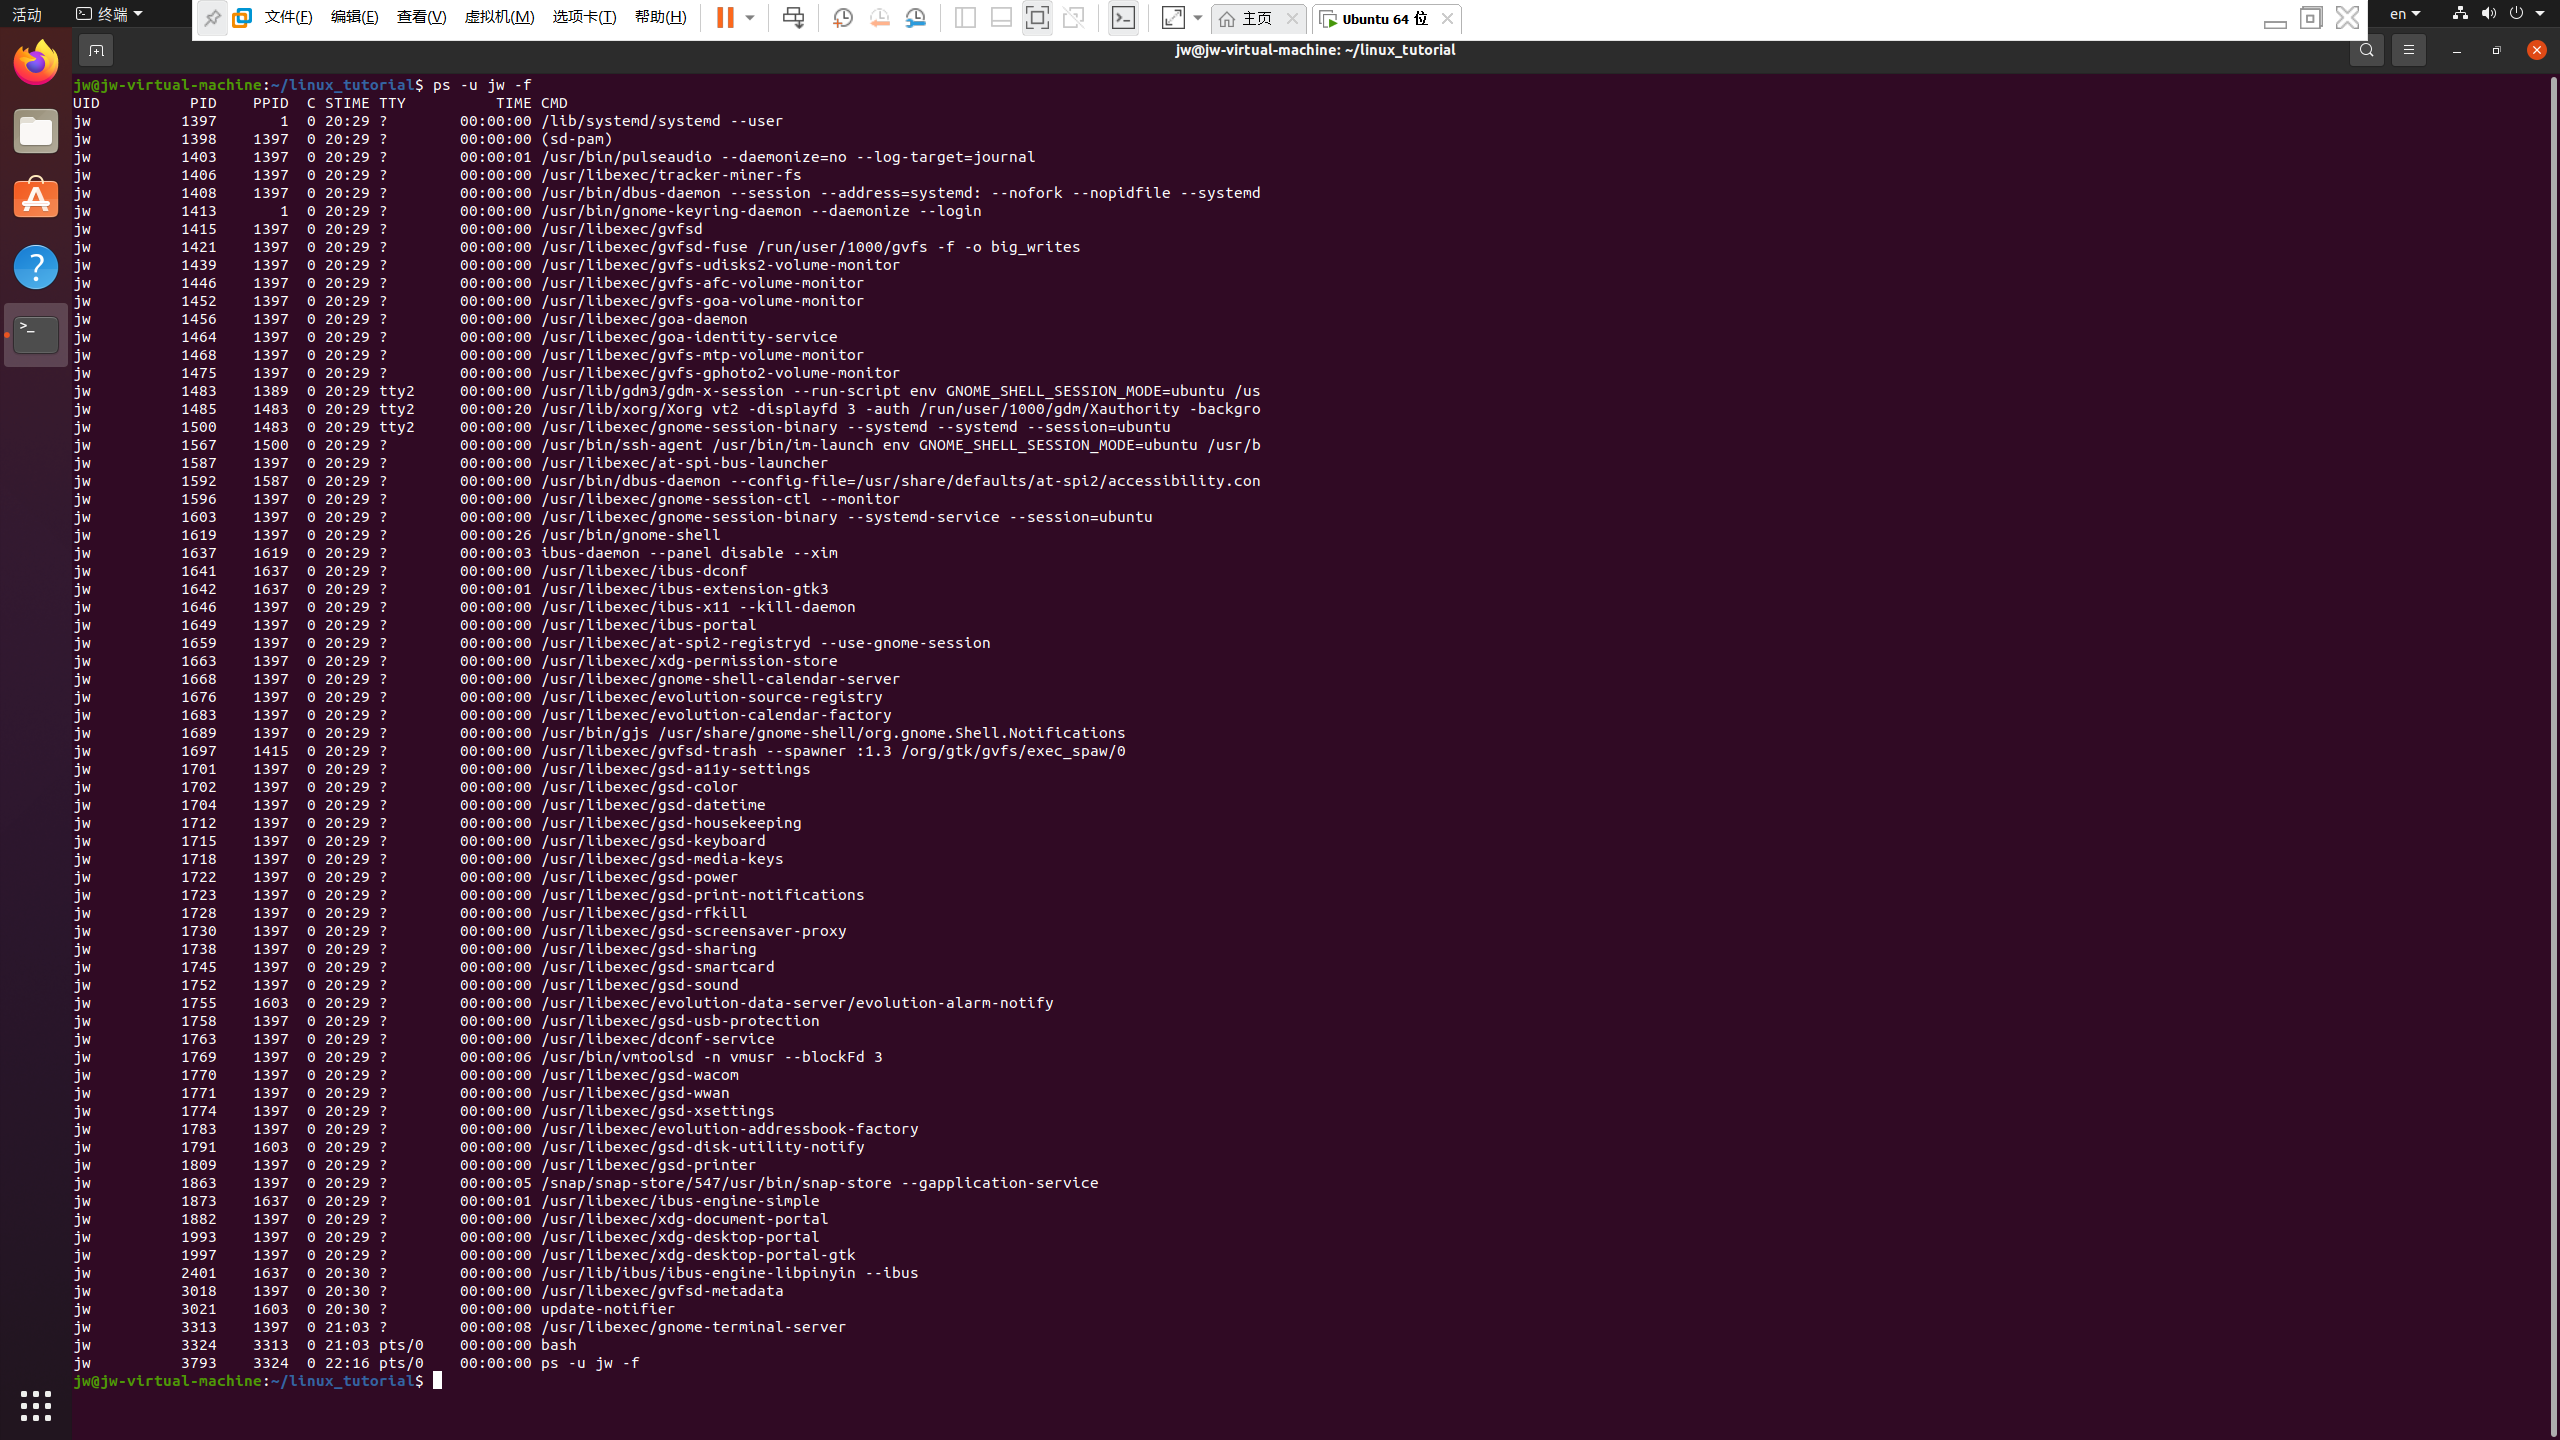 活动 终端 文件(F) 编辑(E) 查看(V) 虚拟机(M) 选项卡(T) 帮助(H) 主页 Ubuntu 64 位 en
jw@jw-virtual-machine: ~/linux_tutorial
jw@jw-virtual-machine:~/linux_tutorial$ ps -u jw -f
UID          PID    PPID  C STIME TTY          TIME CMD
jw          1397       1  0 20:29 ?        00:00:00 /lib/systemd/systemd --user
jw          1398    1397  0 20:29 ?        00:00:00 (sd-pam)
jw          1403    1397  0 20:29 ?        00:00:01 /usr/bin/pulseaudio --daemonize=no --log-target=journal
jw          1406    1397  0 20:29 ?        00:00:00 /usr/libexec/tracker-miner-fs
jw          1408    1397  0 20:29 ?        00:00:00 /usr/bin/dbus-daemon --session --address=systemd: --nofork --nopidfile --systemd
jw          1413       1  0 20:29 ?        00:00:00 /usr/bin/gnome-keyring-daemon --daemonize --login
jw          1415    1397  0 20:29 ?        00:00:00 /usr/libexec/gvfsd
jw          1421    1397  0 20:29 ?        00:00:00 /usr/libexec/gvfsd-fuse /run/user/1000/gvfs -f -o big_writes
jw          1439    1397  0 20:29 ?        00:00:00 /usr/libexec/gvfs-udisks2-volume-monitor
jw          1446    1397  0 20:29 ?        00:00:00 /usr/libexec/gvfs-afc-volume-monitor
jw          1452    1397  0 20:29 ?        00:00:00 /usr/libexec/gvfs-goa-volume-monitor
jw          1456    1397  0 20:29 ?        00:00:00 /usr/libexec/goa-daemon
jw          1464    1397  0 20:29 ?        00:00:00 /usr/libexec/goa-identity-service
jw          1468    1397  0 20:29 ?        00:00:00 /usr/libexec/gvfs-mtp-volume-monitor
jw          1475    1397  0 20:29 ?        00:00:00 /usr/libexec/gvfs-gphoto2-volume-monitor
jw          1483    1389  0 20:29 tty2     00:00:00 /usr/lib/gdm3/gdm-x-session --run-script env GNOME_SHELL_SESSION_MODE=ubuntu /us
jw          1485    1483  0 20:29 tty2     00:00:20 /usr/lib/xorg/Xorg vt2 -displayfd 3 -auth /run/user/1000/gdm/Xauthority -backgro
jw          1500    1483  0 20:29 tty2     00:00:00 /usr/libexec/gnome-session-binary --systemd --systemd --session=ubuntu
jw          1567    1500  0 20:29 ?        00:00:00 /usr/bin/ssh-agent /usr/bin/im-launch env GNOME_SHELL_SESSION_MODE=ubuntu /usr/b
jw          1587    1397  0 20:29 ?        00:00:00 /usr/libexec/at-spi-bus-launcher
jw          1592    1587  0 20:29 ?        00:00:00 /usr/bin/dbus-daemon --config-file=/usr/share/defaults/at-spi2/accessibility.con
jw          1596    1397  0 20:29 ?        00:00:00 /usr/libexec/gnome-session-ctl --monitor
jw          1603    1397  0 20:29 ?        00:00:00 /usr/libexec/gnome-session-binary --systemd-service --session=ubuntu
jw          1619    1397  0 20:29 ?        00:00:26 /usr/bin/gnome-shell
jw          1637    1619  0 20:29 ?        00:00:03 ibus-daemon --panel disable --xim
jw          1641    1637  0 20:29 ?        00:00:00 /usr/libexec/ibus-dconf
jw          1642    1637  0 20:29 ?        00:00:01 /usr/libexec/ibus-extension-gtk3
jw          1646    1397  0 20:29 ?        00:00:00 /usr/libexec/ibus-x11 --kill-daemon
jw          1649    1397  0 20:29 ?        00:00:00 /usr/libexec/ibus-portal
jw          1659    1397  0 20:29 ?        00:00:00 /usr/libexec/at-spi2-registryd --use-gnome-session
jw          1663    1397  0 20:29 ?        00:00:00 /usr/libexec/xdg-permission-store
jw          1668    1397  0 20:29 ?        00:00:00 /usr/libexec/gnome-shell-calendar-server
jw          1676    1397  0 20:29 ?        00:00:00 /usr/libexec/evolution-source-registry
jw          1683    1397  0 20:29 ?        00:00:00 /usr/libexec/evolution-calendar-factory
jw          1689    1397  0 20:29 ?        00:00:00 /usr/bin/gjs /usr/share/gnome-shell/org.gnome.Shell.Notifications
jw          1697    1415  0 20:29 ?        00:00:00 /usr/libexec/gvfsd-trash --spawner :1.3 /org/gtk/gvfs/exec_spaw/0
jw          1701    1397  0 20:29 ?        00:00:00 /usr/libexec/gsd-a11y-settings
jw          1702    1397  0 20:29 ?        00:00:00 /usr/libexec/gsd-color
jw          1704    1397  0 20:29 ?        00:00:00 /usr/libexec/gsd-datetime
jw          1712    1397  0 20:29 ?        00:00:00 /usr/libexec/gsd-housekeeping
jw          1715    1397  0 20:29 ?        00:00:00 /usr/libexec/gsd-keyboard
jw          1718    1397  0 20:29 ?        00:00:00 /usr/libexec/gsd-media-keys
jw          1722    1397  0 20:29 ?        00:00:00 /usr/libexec/gsd-power
jw          1723    1397  0 20:29 ?        00:00:00 /usr/libexec/gsd-print-notifications
jw          1728    1397  0 20:29 ?        00:00:00 /usr/libexec/gsd-rfkill
jw          1730    1397  0 20:29 ?        00:00:00 /usr/libexec/gsd-screensaver-proxy
jw          1738    1397  0 20:29 ?        00:00:00 /usr/libexec/gsd-sharing
jw          1745    1397  0 20:29 ?        00:00:00 /usr/libexec/gsd-smartcard
jw          1752    1397  0 20:29 ?        00:00:00 /usr/libexec/gsd-sound
jw          1755    1603  0 20:29 ?        00:00:00 /usr/libexec/evolution-data-server/evolution-alarm-notify
jw          1758    1397  0 20:29 ?        00:00:00 /usr/libexec/gsd-usb-protection
jw          1763    1397  0 20:29 ?        00:00:00 /usr/libexec/dconf-service
jw          1769    1397  0 20:29 ?        00:00:06 /usr/bin/vmtoolsd -n vmusr --blockFd 3
jw          1770    1397  0 20:29 ?        00:00:00 /usr/libexec/gsd-wacom
jw          1771    1397  0 20:29 ?        00:00:00 /usr/libexec/gsd-wwan
jw          1774    1397  0 20:29 ?        00:00:00 /usr/libexec/gsd-xsettings
jw          1783    1397  0 20:29 ?        00:00:00 /usr/libexec/evolution-addressbook-factory
jw          1791    1603  0 20:29 ?        00:00:00 /usr/libexec/gsd-disk-utility-notify
jw          1809    1397  0 20:29 ?        00:00:00 /usr/libexec/gsd-printer
jw          1863    1397  0 20:29 ?        00:00:05 /snap/snap-store/547/usr/bin/snap-store --gapplication-service
jw          1873    1637  0 20:29 ?        00:00:01 /usr/libexec/ibus-engine-simple
jw          1882    1397  0 20:29 ?        00:00:00 /usr/libexec/xdg-document-portal
jw          1993    1397  0 20:29 ?        00:00:00 /usr/libexec/xdg-desktop-portal
jw          1997    1397  0 20:29 ?        00:00:00 /usr/libexec/xdg-desktop-portal-gtk
jw          2401    1637  0 20:30 ?        00:00:00 /usr/lib/ibus/ibus-engine-libpinyin --ibus
jw          3018    1397  0 20:30 ?        00:00:00 /usr/libexec/gvfsd-metadata
jw          3021    1603  0 20:30 ?        00:00:00 update-notifier
jw          3313    1397  0 21:03 ?        00:00:08 /usr/libexec/gnome-terminal-server
jw          3324    3313  0 21:03 pts/0    00:00:00 bash
jw          3793    3324  0 22:16 pts/0    00:00:00 ps -u jw -f
jw@jw-virtual-machine:~/linux_tutorial$